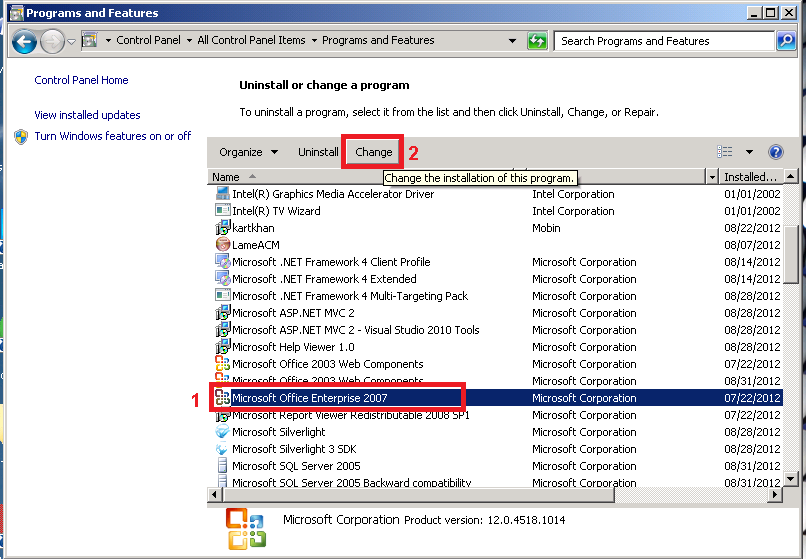 Programs and Features
Control Panel All Control Panel Items Programs and Features
Search Programs and Features
Control Panel Home
View installed updates
Turn Windows features on or off
Uninstall or change a program
To uninstall a program, select it from the list and then click Uninstall, Change, or Repair.
Organize Uninstall Change 2
Change the installation of this program.
Name Installed...
Intel(R) Graphics Media Accelerator Driver Intel Corporation 01/01/2002
Intel(R) TV Wizard Intel Corporation 01/01/2002
kartkhan Mobin 08/22/2012
LameACM 08/07/2012
Microsoft .NET Framework 4 Client Profile Microsoft Corporation 08/14/2012
Microsoft .NET Framework 4 Extended Microsoft Corporation 08/14/2012
Microsoft .NET Framework 4 Multi-Targeting Pack Microsoft Corporation 08/28/2012
Microsoft ASP.NET MVC 2 Microsoft Corporation 08/28/2012
Microsoft ASP.NET MVC 2 - Visual Studio 2010 Tools Microsoft Corporation 08/28/2012
Microsoft Help Viewer 1.0 Microsoft Corporation 08/28/2012
Microsoft Office 2003 Web Components Microsoft Corporation 07/22/2012
Microsoft Office 2003 Web Components Microsoft Corporation 08/31/2012
1 Microsoft Office Enterprise 2007 Microsoft Corporation 07/22/2012
Microsoft Report Viewer Redistributable 2008 SP1 Microsoft Corporation 07/22/2012
Microsoft Silverlight Microsoft Corporation 08/28/2012
Microsoft Silverlight 3 SDK Microsoft Corporation 08/28/2012
Microsoft SQL Server 2005 Microsoft Corporation 08/31/2012
Microsoft SQL Server 2005 Backward compatibility Microsoft Corporation 08/31/2012
Microsoft Corporation Product version: 12.0.4518.1014